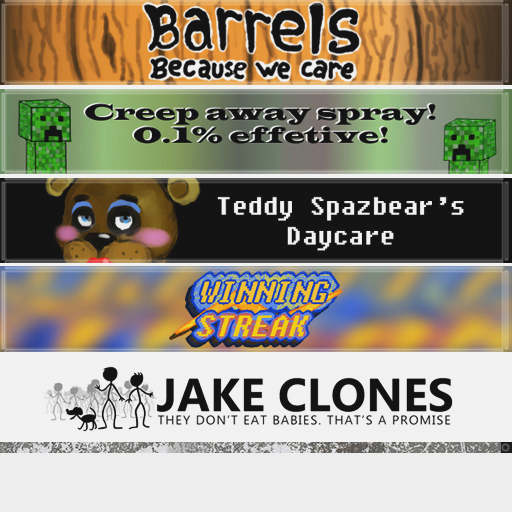 Barrels
Because we care
Creep away spray!
0.1% effetive!
Teddy Spazbear's
Daycare
WINNING
STREAK
JAKE CLONES
THEY DON'T EAT BABIES. THAT'S A PROMISE